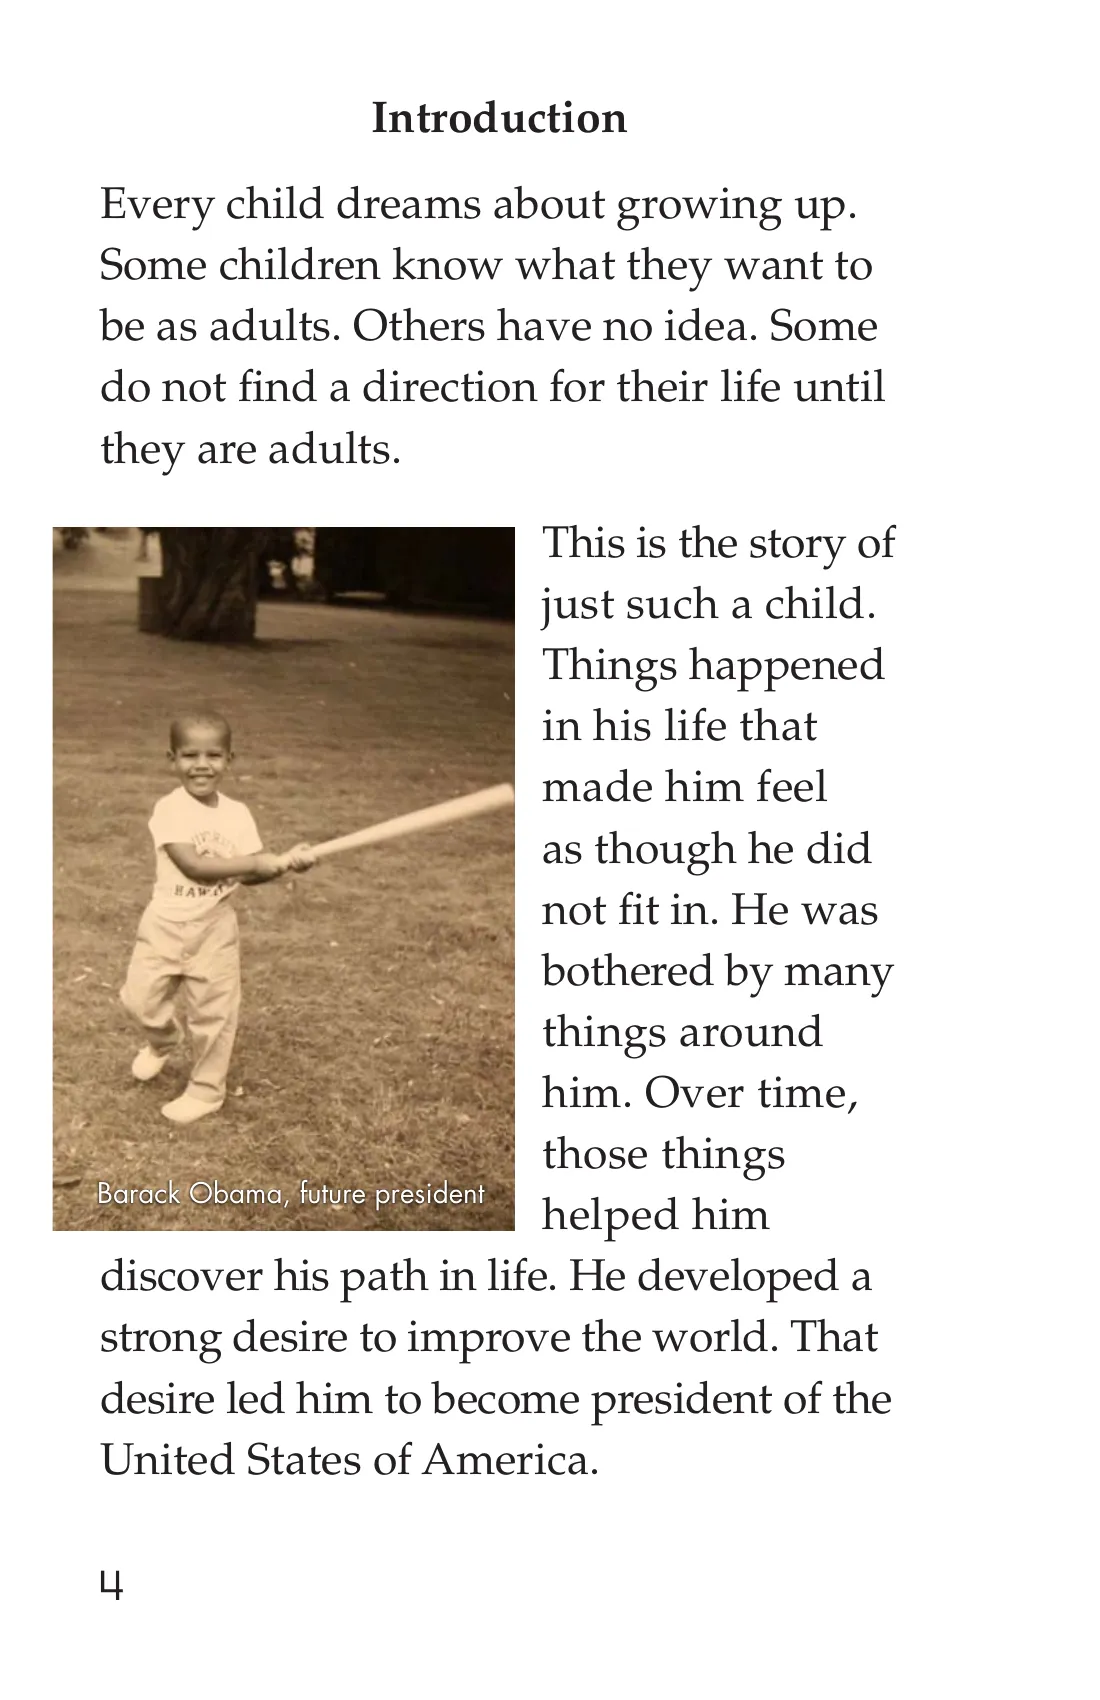 Introduction
Every child dreams about growing up.
Some children know what they want to
be as adults. Others have no idea. Some
do not find a direction for their life until
they are adults.
This is the story of
just such a child.
Things happened
in his life that
made him feel
as though he did
not fit in. He was
bothered by many
things around
him. Over time,
those things
helped him
discover his path in life. He developed a
strong desire to improve the world. That
desire led him to become president of the
United States of America.
Barack Obama, future president
4